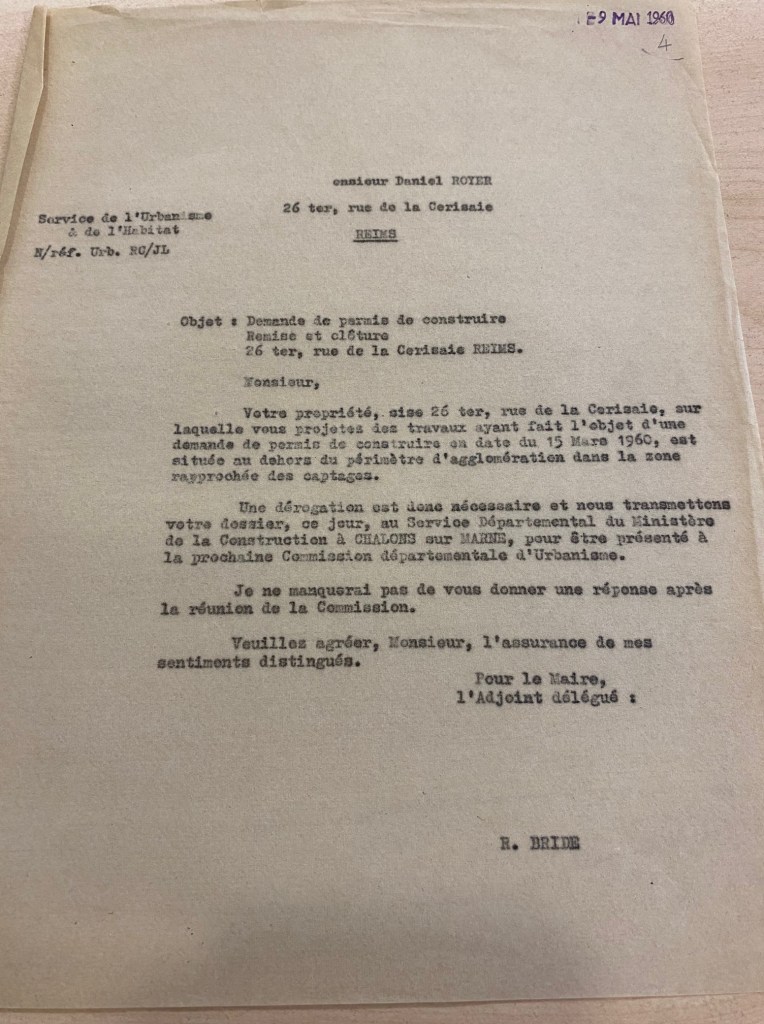 9 MAI 1960
4
onsieur Daniel ROYER
26 ter, rue de la Cerisaie
REIMS
Service de l'Urbanisme
& de l'Habitat
N/réf. Urb. RC/JL
Objet : Demande de permis de construire
Remise et clôture
26 ter, rue de la Cerisaie REIMS.
Monsieur,
Votre propriété, sise 26 ter, rue de la Cerisaie, sur
laquelle vous projetez des travaux ayant fait l'objet d'une
demande de permis de construire en date du 15 Mars 1960, est
située au dehors du périmètre d'agglomération dans la zone
rapprochée des captages.
Une dérogation est donc nécessaire et nous transmettons
votre dossier, ce jour, au Service Départemental du Ministère
de la Construction à CHALONS sur MARNE, pour être présenté à
la prochaine Commission départementale d'Urbanisme.
Je ne manquerai pas de vous donner une réponse après
la réunion de la Commission.
Veuillez agréer, Monsieur, l'assurance de mes
sentiments distingués.
Pour le Maire,
l'Adjoint délégué :
R. BRIDE